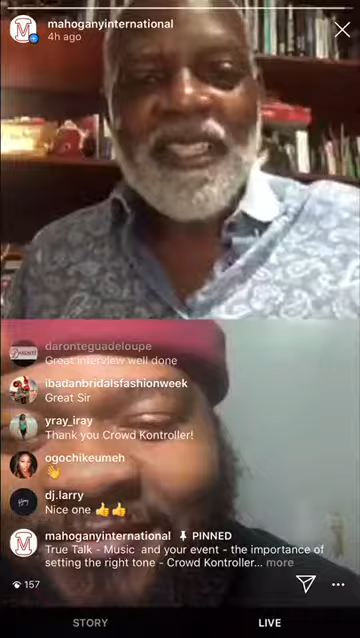 mahoganyinternational
4h ago
daronteguadeloupe
Great interview well done
ibadanbridalsfashionweek
Great Sir
yray_iray
Thank you Crowd Kontroller!
ogochikeumeh
👋
dj.larry
Nice one 👍👍
mahoganyinternational 📌 PINNED
True Talk - Music and your event - the importance of
setting the right tone - Crowd Kontroller... more
157
STORY
LIVE